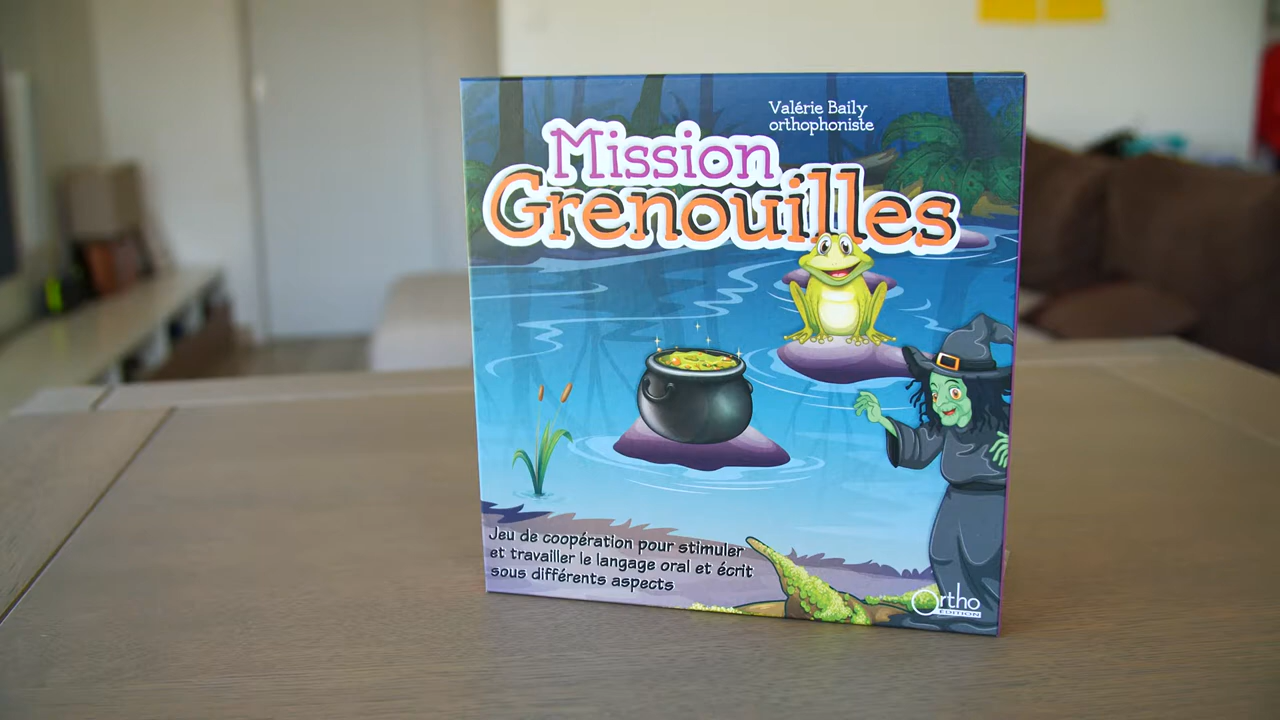 Valérie Baily
orthophoniste
Mission
Grenouilles
Jeu de coopération pour stimuler
et travailler le langage oral et écrit
sous différents aspects
Ortho
EDITION